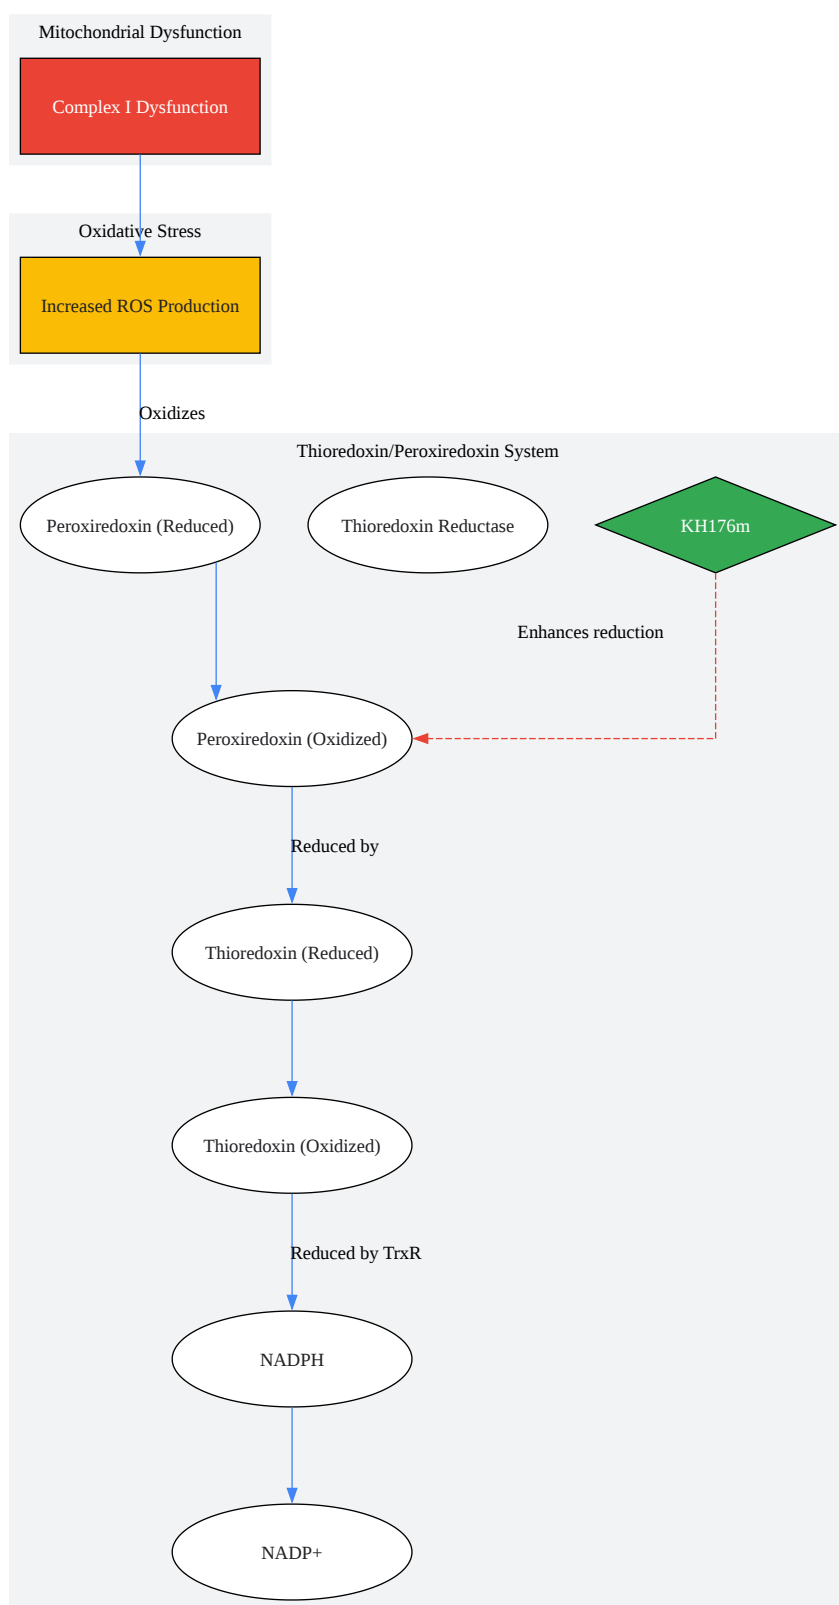 Mitochondrial Dysfunction
Complex I Dysfunction
Oxidative Stress
Increased ROS Production
Oxidizes
Thioredoxin/Peroxiredoxin System
Peroxiredoxin (Reduced)
Thioredoxin Reductase
KH176m
Enhances reduction
Peroxiredoxin (Oxidized)
Reduced by
Thioredoxin (Reduced)
Thioredoxin (Oxidized)
Reduced by TrxR
NADPH
NADP+